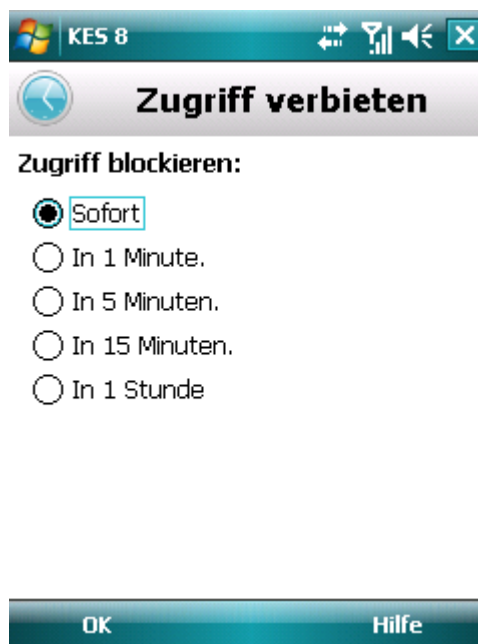 KES 8
Zugriff verbieten
Zugriff blockieren:
Sofort
In 1 Minute.
In 5 Minuten.
In 15 Minuten.
In 1 Stunde
OK Hilfe